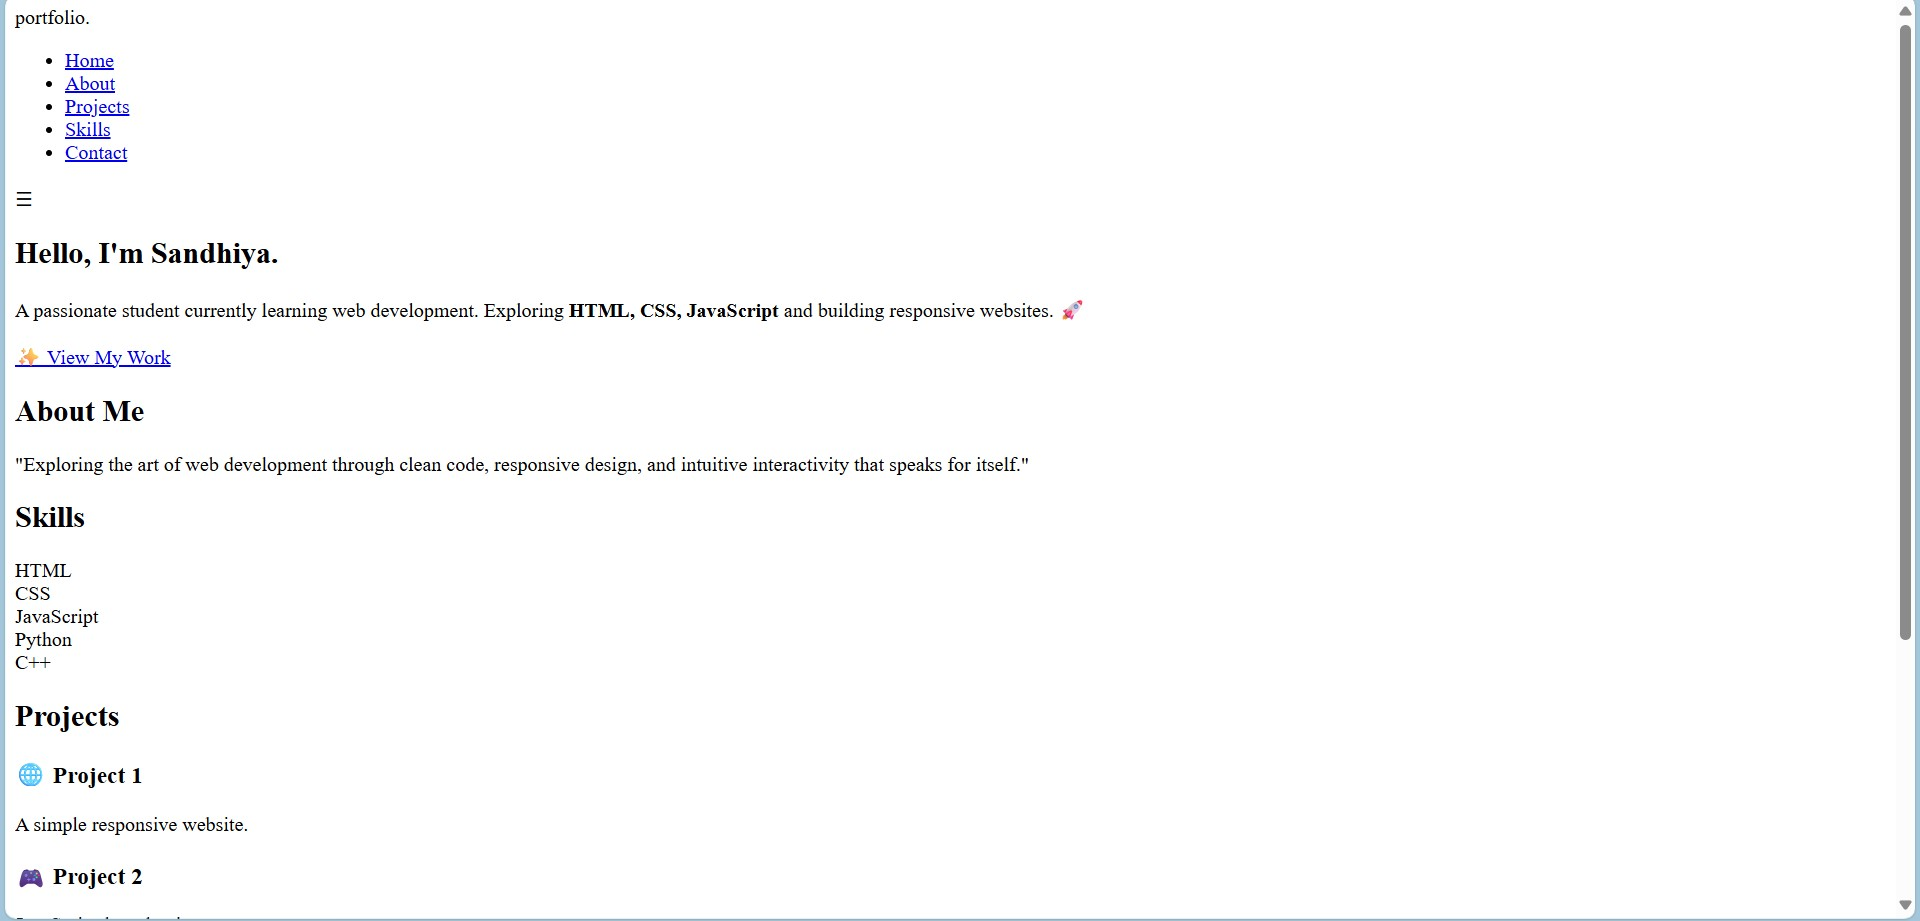 portfolio.
Home
About
Projects
Skills
Contact
☰
Hello, I'm Sandhiya.
A passionate student currently learning web development. Exploring HTML, CSS, JavaScript and building responsive websites. 🚀
✨ View My Work
About Me
"Exploring the art of web development through clean code, responsive design, and intuitive interactivity that speaks for itself."
Skills
HTML
CSS
JavaScript
Python
C++
Projects
🌐 Project 1
A simple responsive website.
🎮 Project 2